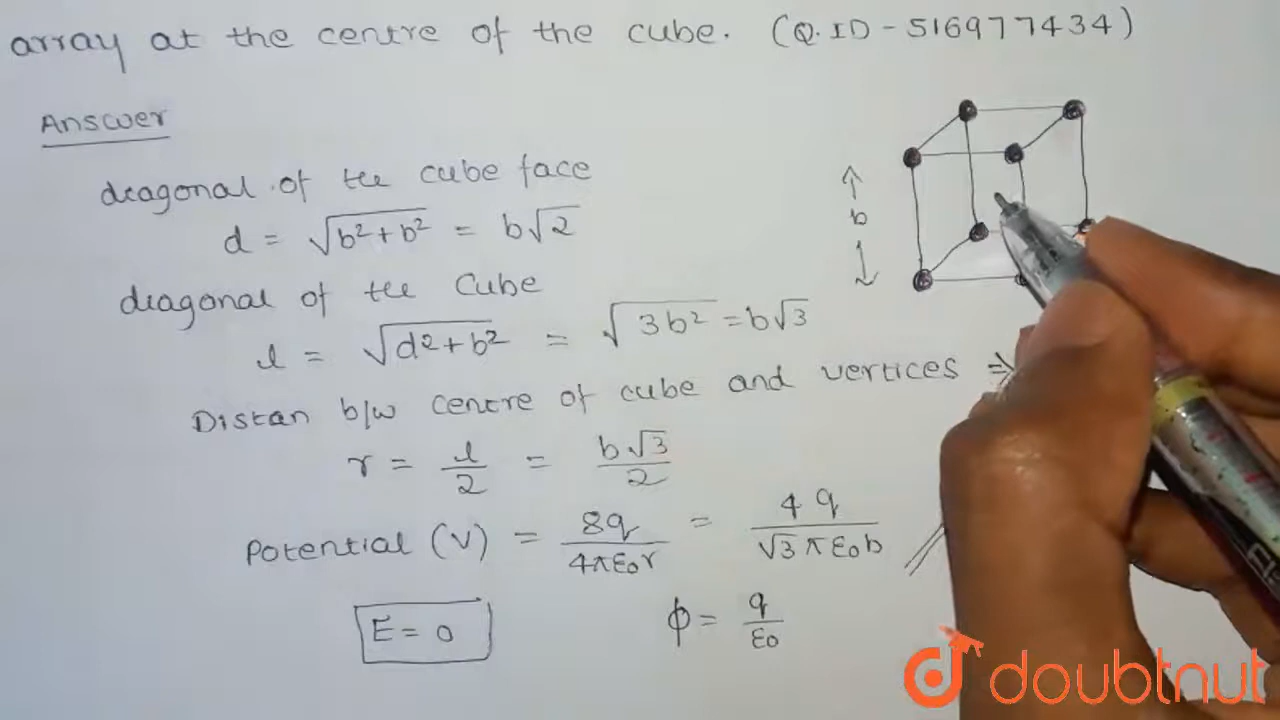 array at the centre of the cube. (Q.ID - 516977434)
Answer
diagonal of the cube face
d = √(b²+b²) = b√2
diagonal of the Cube
l = √(d²+b²) = √(3b²) = b√3
Distan b/w centre of cube and vertices ⇒
r = l/2 = b√3/2
Potential (V) = 8q/4πε₀r = 4q/√3πε₀b
E = 0
ϕ = q/ε₀
b
doubtnut